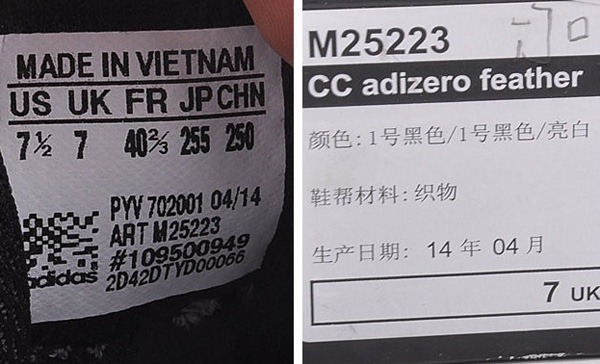 MADE IN VIETNAM
US UK FR JP CHN
7½ 7 40⅔ 255 250
PYV 702001 04/14
ART M25223
#109500949
2D42DTYD00066
adidas
M25223
CC adizero feather
颜色: 1号黑色/1号黑色/亮白
鞋帮材料: 织物
生产日期: 14 年 04 月
7 UK